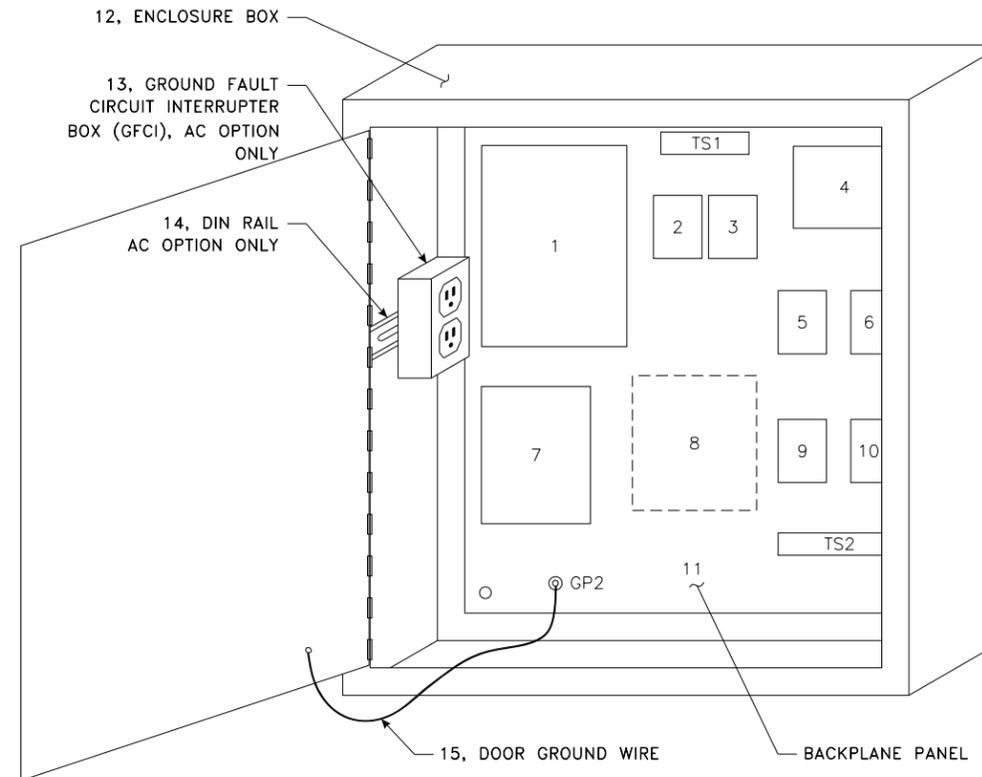 12, ENCLOSURE BOX
13, GROUND FAULT
CIRCUIT INTERRUPTER
BOX (GFCI), AC OPTION
ONLY
14, DIN RAIL
AC OPTION ONLY
TS1
1
2
3
4
5
6
7
8
9
10
TS2
GP2
11
15, DOOR GROUND WIRE
BACKPLANE PANEL